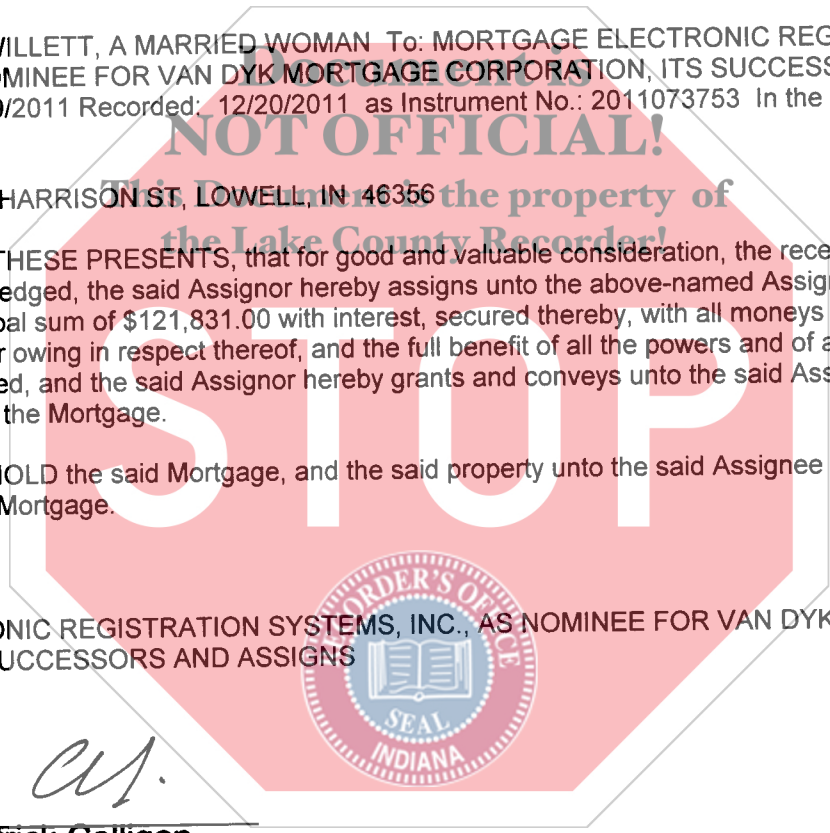 WILLETT, A MARRIED WOMAN To: MORTGAGE ELECTRONIC REG
OMINEE FOR VAN DYK MORTGAGE CORPORATION, ITS SUCCESS
Document is
0/2011 Recorded: 12/20/2011 as Instrument No.: 2011073753 In the
NOT OFFICIAL!
HARRISON ST, LOWELL, IN 46356
This Document is the property of
the Lake County Recorder!
THESE PRESENTS, that for good and valuable consideration, the rece
edged, the said Assignor hereby assigns unto the above-named Assign
pal sum of $121,831.00 with interest, secured thereby, with all moneys
r owing in respect thereof, and the full benefit of all the powers and of a
ed, and the said Assignor hereby grants and conveys unto the said Ass
the Mortgage.
STOP
HOLD the said Mortgage, and the said property unto the said Assignee
Mortgage.
RECORDER'S OFFICE
ONIC REGISTRATION SYSTEMS, INC., AS NOMINEE FOR VAN DYK
UCCESSORS AND ASSIGNS
SEAL
INDIANA